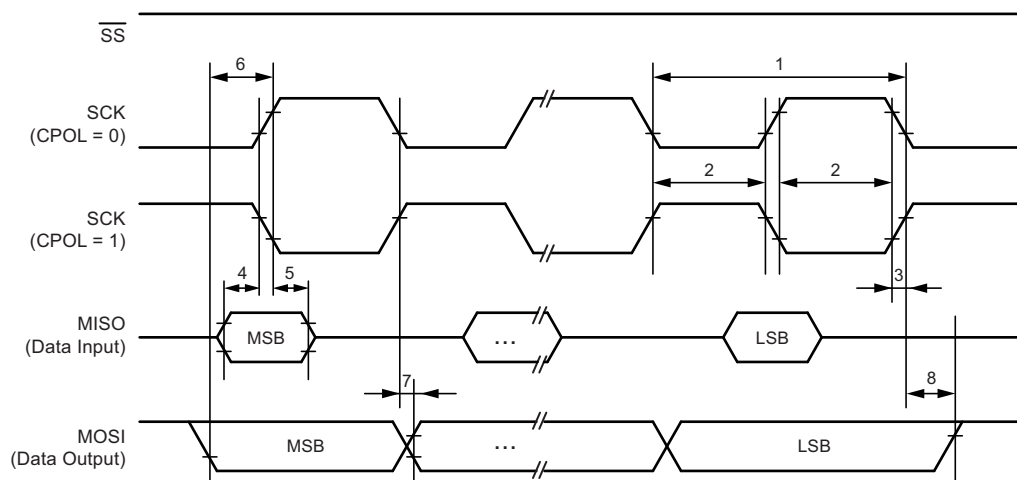 SS
6
1
SCK
(CPOL = 0)
2
2
SCK
(CPOL = 1)
4
5
3
MISO
(Data Input)
MSB
...
LSB
7
8
MOSI
(Data Output)
MSB
...
LSB